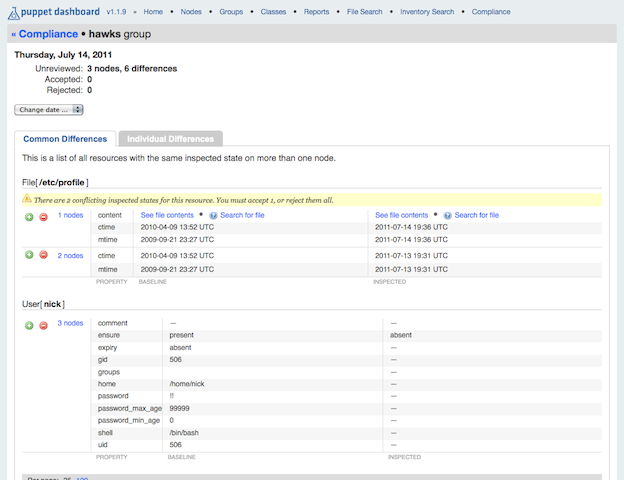 puppet dashboard v1.1.9 » Home • Nodes • Groups • Classes • Reports • File Search • Inventory Search • Compliance
« Compliance • hawks group
Thursday, July 14, 2011
Unreviewed: 3 nodes, 6 differences
Accepted: 0
Rejected: 0
Change date ...
Common Differences Individual Differences
This is a list of all resources with the same inspected state on more than one node.
File[ /etc/profile ]
There are 2 conflicting inspected states for this resource. You must accept 1, or reject them all.
1 nodes content See file contents • Search for file See file contents • Search for file
ctime 2010-04-09 13:52 UTC 2011-07-14 19:36 UTC
mtime 2009-09-21 23:27 UTC 2011-07-14 19:36 UTC
2 nodes ctime 2010-04-09 13:52 UTC 2011-07-13 19:31 UTC
mtime 2009-09-21 23:27 UTC 2011-07-13 19:31 UTC
PROPERTY BASELINE INSPECTED
User[ nick ]
3 nodes comment — —
ensure present absent
expiry absent —
gid 506 —
groups —
home /home/nick —
password !! —
password_max_age 99999 —
password_min_age 0 —
shell /bin/bash —
uid 506 —
PROPERTY BASELINE INSPECTED